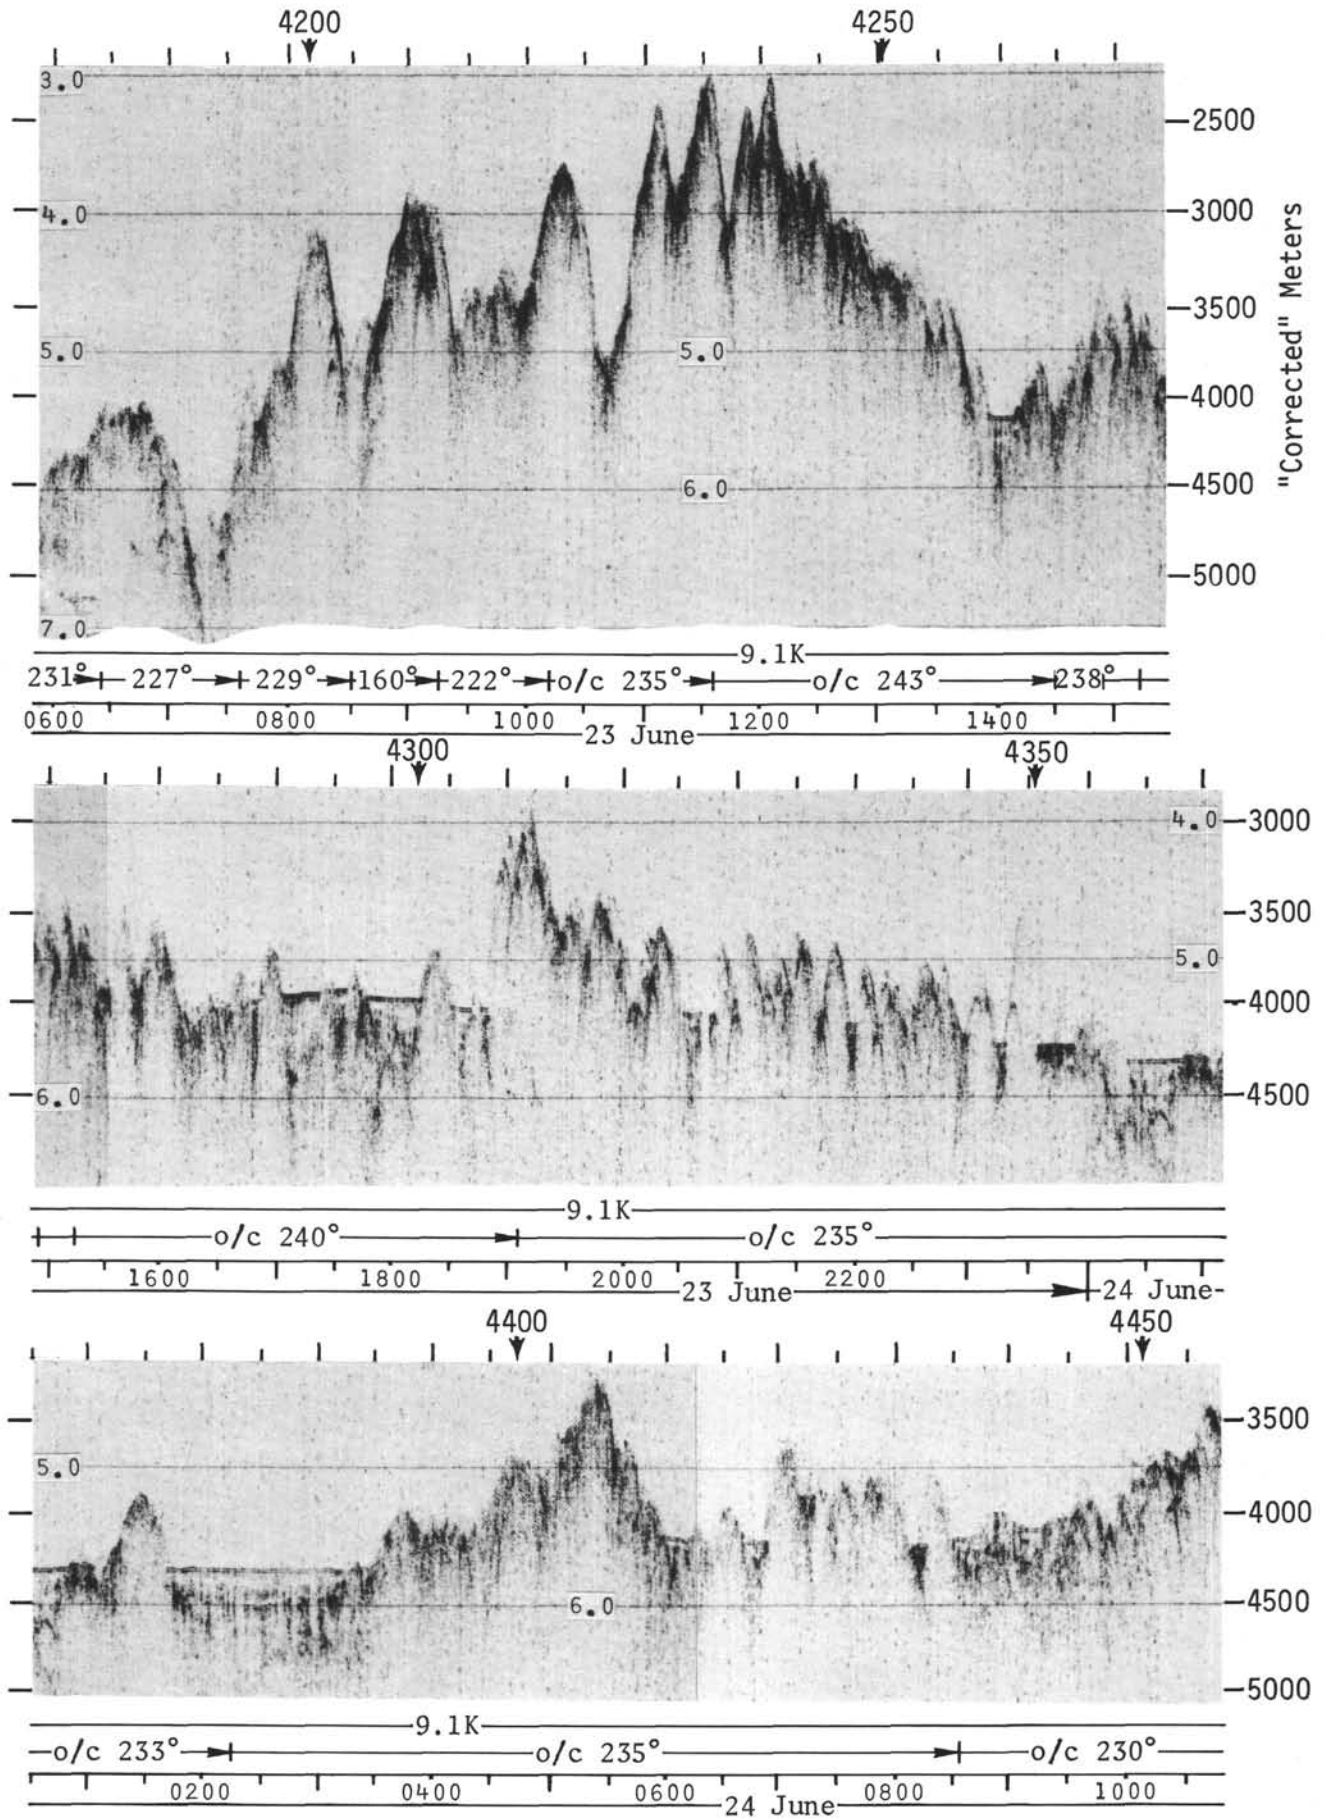 4200 4250
3.0
2500
4.0 3000
3500
5.0 5.0
4000
6.0 4500
5000
7.0
"Corrected" Meters
9.1K
231° 227° 229° 160° 222° o/c 235° o/c 243° 238°
0600 0800 1000 1200 1400
23 June
4300 4350
4.0 3000
3500
5.0
4000
6.0 4500
9.1K
o/c 240° o/c 235°
1600 1800 2000 2200
23 June 24 June
4400 4450
3500
5.0
4000
6.0 4500
5000
9.1K
o/c 233° o/c 235° o/c 230°
0200 0400 0600 0800 1000
24 June